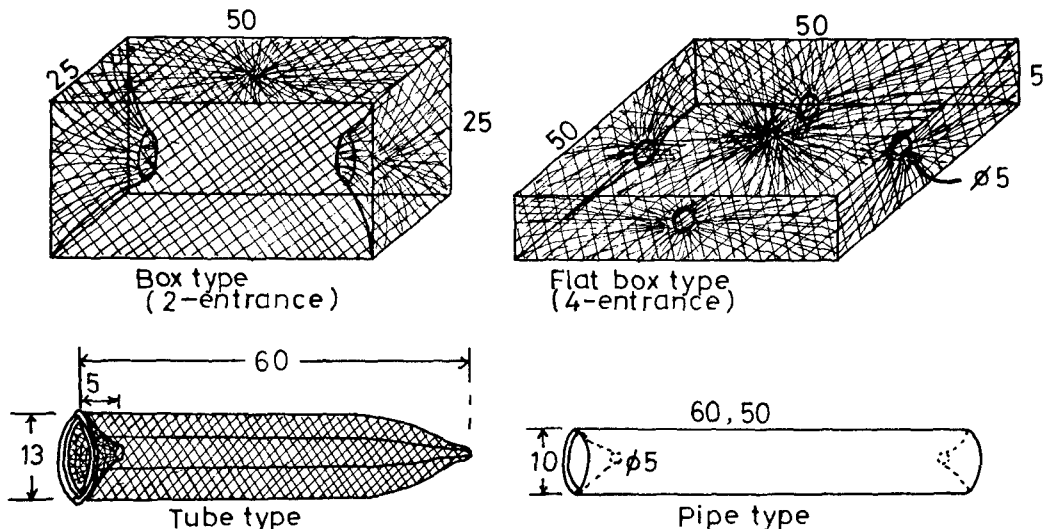 50
25
25
Box type
(2-entrance)
50
50
5
ø5
Flat box type
(4-entrance)
60
5
13
Tube type
60,50
10
ø5
Pipe type